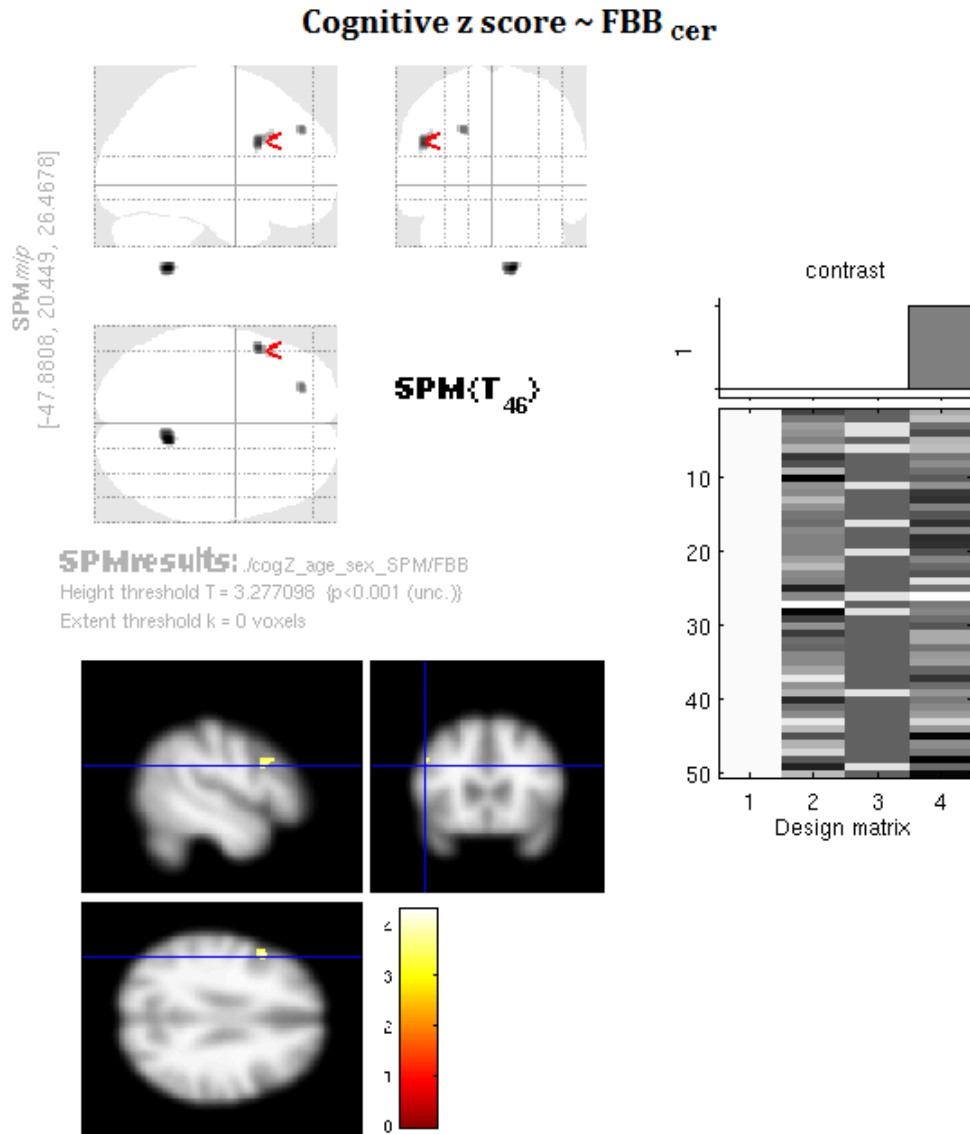 Cognitive z score ~ FBB cer
SPMmip
[-47.8808, 20.449, 26.4678]
SPM{T46}
SPMresults: ./cogZ_age_sex_SPM/FBB
Height threshold T = 3.277098 {p<0.001 (unc.)}
Extent threshold k = 0 voxels
contrast
1
10
20
30
40
50
1 2 3 4
Design matrix
4
3
2
1
0